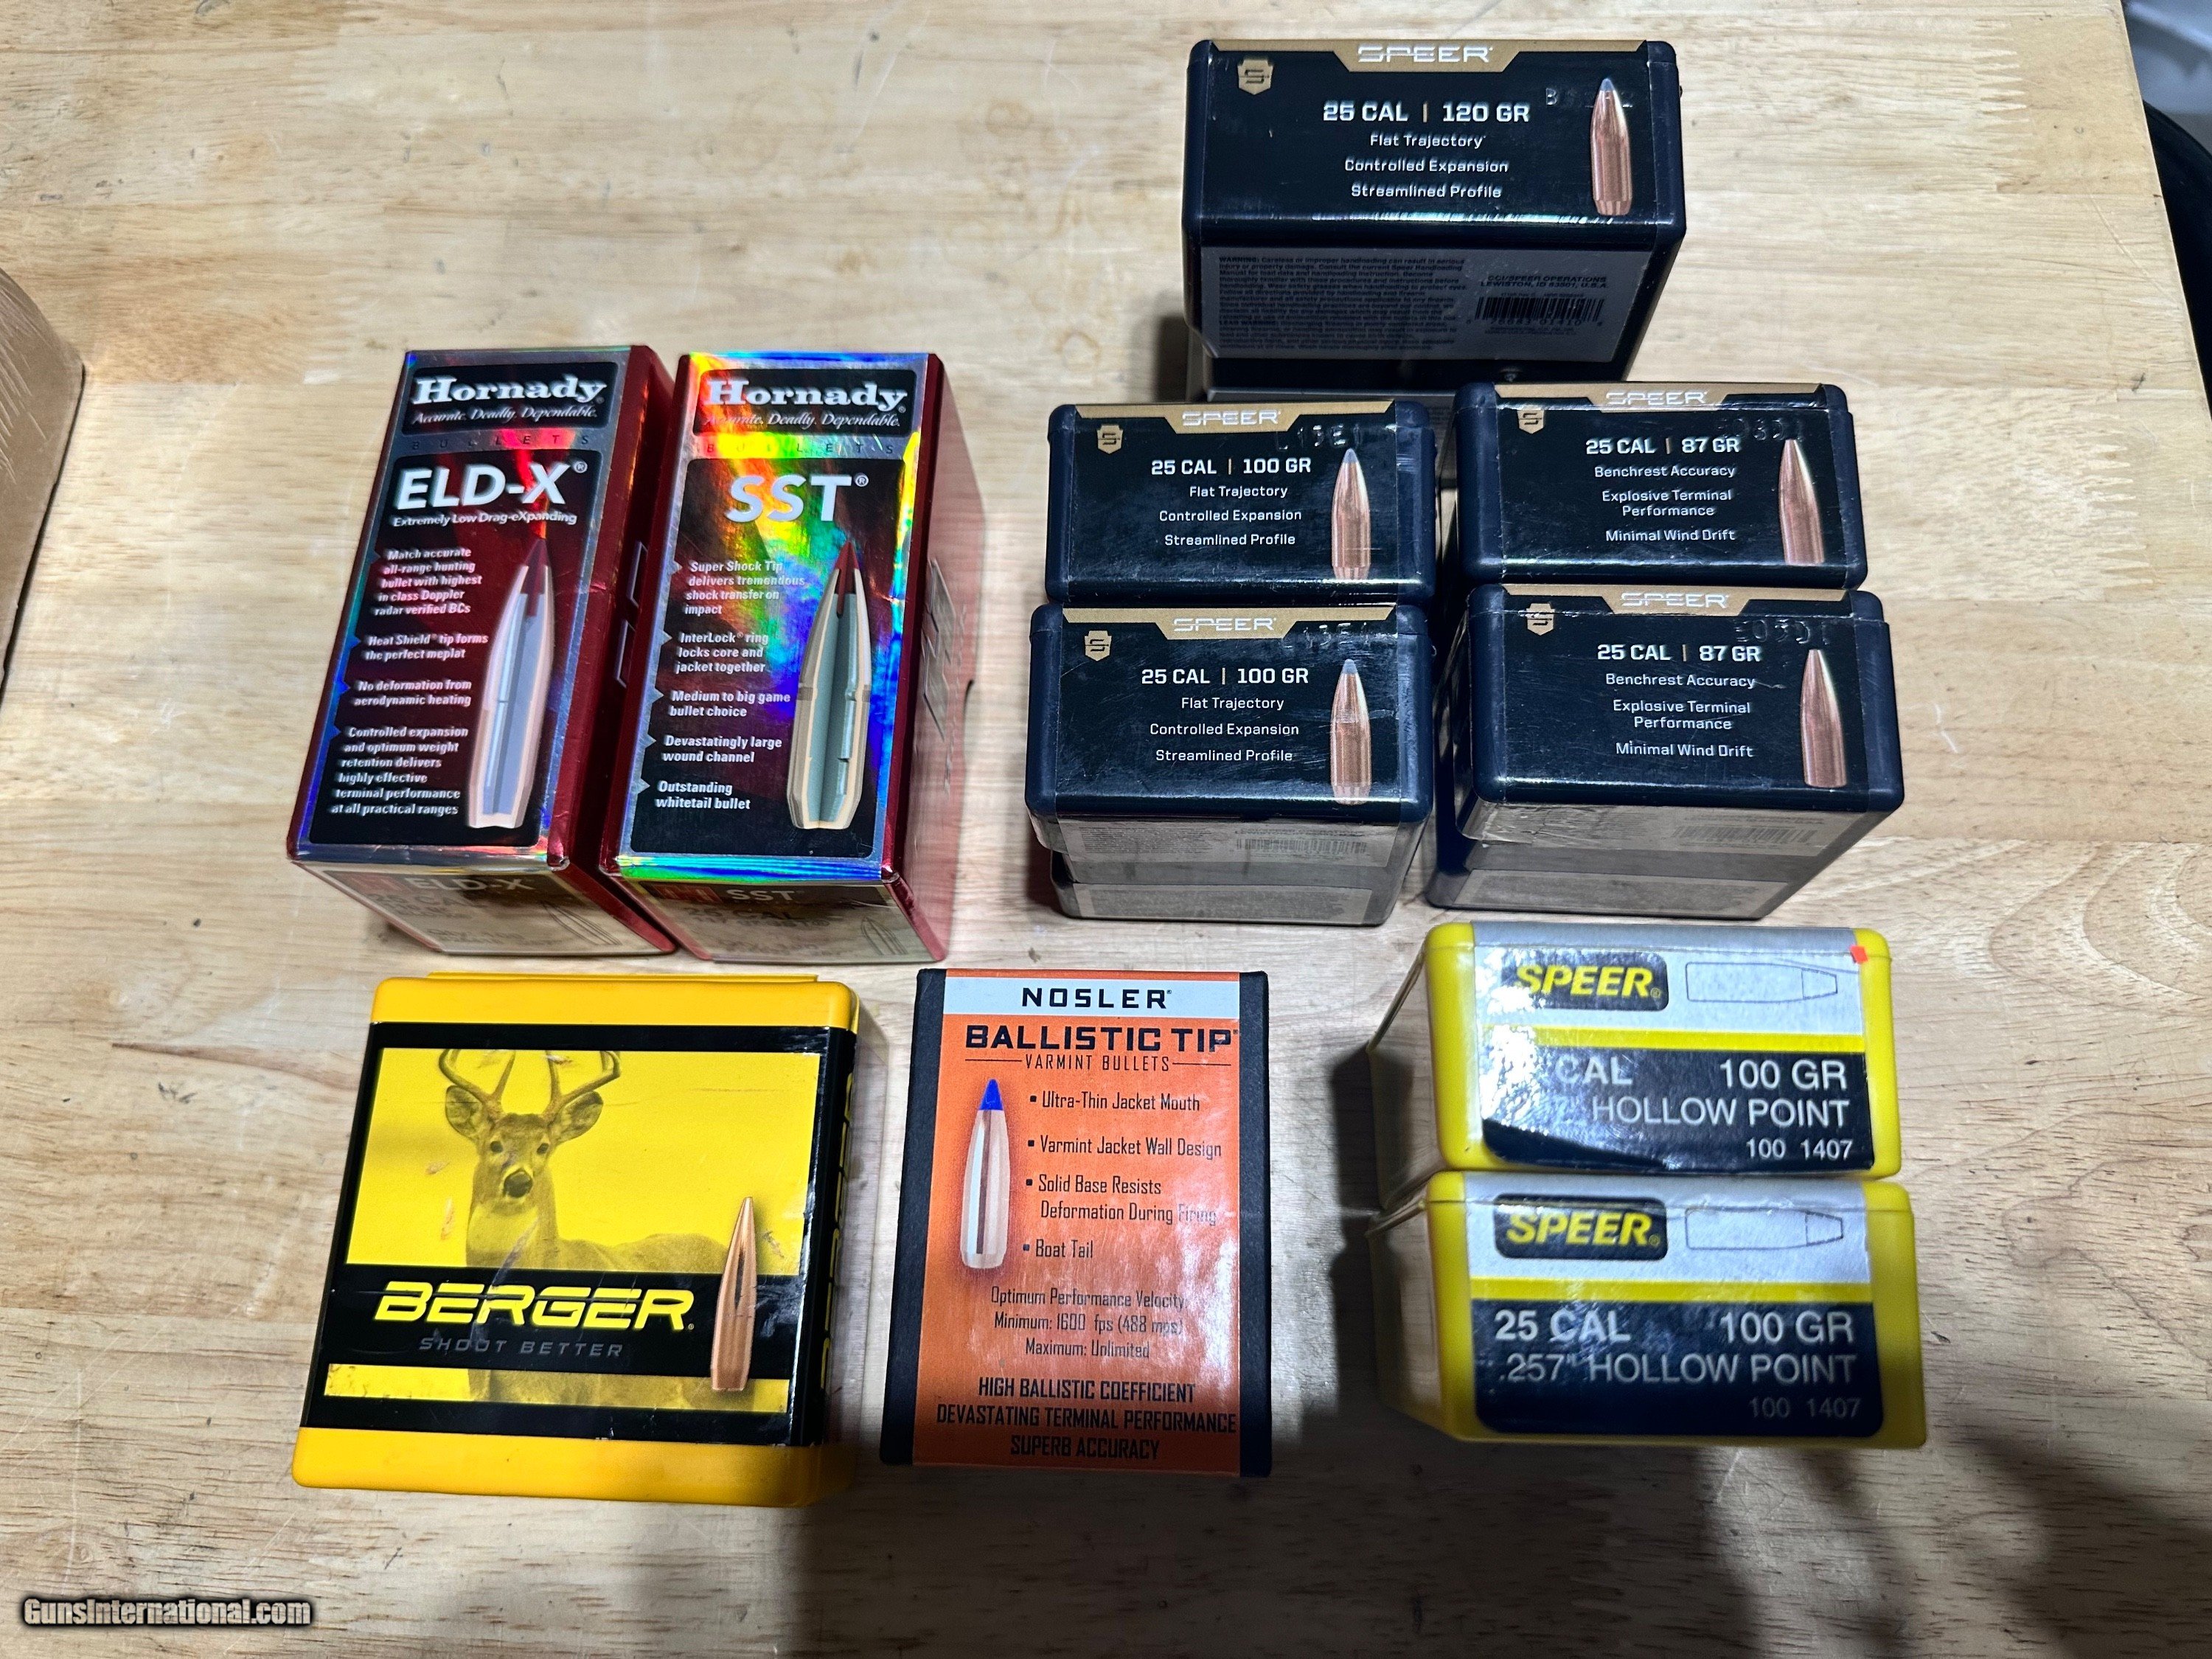 SPEER
25 CAL | 120 GR
Flat Trajectory
Controlled Expansion
Streamlined Profile
CCI/SPEER OPERATIONS
LEWISTON, ID 83501, U.S.A.
Hornady®
Accurate. Deadly. Dependable.
BULLETS
ELD-X®
Extremely Low Drag-eXpanding
Match accurate
all-range hunting
bullet with highest
in class Doppler
radar verified BCs
Heat Shield® tip forms
the perfect meplat
No deformation from
aerodynamic heating
Controlled expansion
and optimum weight
retention delivers
highly effective
terminal performance
at all practical ranges
ELD-X
Hornady®
Accurate. Deadly. Dependable.
BULLETS
SST®
Super Shock Tip
delivers tremendous
shock transfer on
impact
InterLock® ring
locks core and
jacket together
Medium to big game
bullet choice
Devastatingly large
wound channel
Outstanding
whitetail bullet
SST
SPEER
25 CAL | 100 GR
Flat Trajectory
Controlled Expansion
Streamlined Profile
SPEER
25 CAL | 87 GR
Benchrest Accuracy
Explosive Terminal
Performance
Minimal Wind Drift
SPEER
25 CAL | 100 GR
Flat Trajectory
Controlled Expansion
Streamlined Profile
SPEER
25 CAL | 87 GR
Benchrest Accuracy
Explosive Terminal
Performance
Minimal Wind Drift
BERGER
SHOOT BETTER
BERGER
NOSLER®
BALLISTIC TIP®
VARMINT BULLETS
• Ultra-Thin Jacket Mouth
• Varmint Jacket Wall Design
• Solid Base Resists
Deformation During Firing
• Boat Tail
Optimum Performance Velocity:
Minimum: 1600 fps (488 mps)
Maximum: Unlimited
HIGH BALLISTIC COEFFICIENT
DEVASTATING TERMINAL PERFORMANCE
SUPERB ACCURACY
SPEER®
CAL 100 GR
HOLLOW POINT
100 1407
SPEER®
25 CAL 100 GR
.257" HOLLOW POINT
100 1407
GunsInternational.com